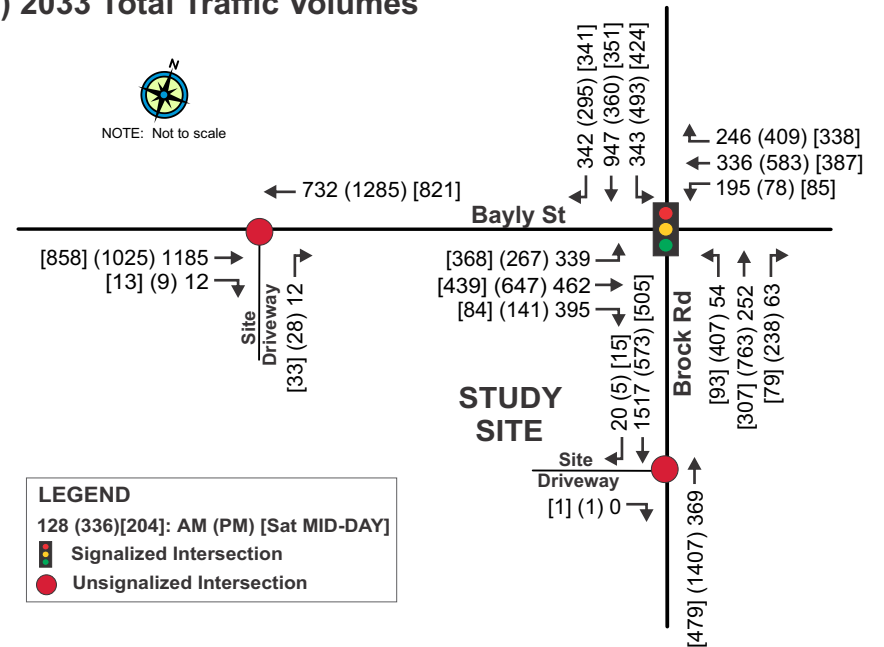 ) 2033 Total Traffic Volumes
N
NOTE: Not to scale
342 (295) [341]
947 (360) [351]
343 (493) [424]
246 (409) [338]
336 (583) [387]
195 (78) [85]
732 (1285) [821]
Bayly St
[858] (1025) 1185
[13] (9) 12
Site
Driveway
[33] (28) 12
[368] (267) 339
[439] (647) 462
[84] (141) 395
Brock Rd
[93] (407) 54
[307] (763) 252
[79] (238) 63
STUDY
SITE
20 (5) [15]
1517 (573) [505]
Site
Driveway
[1] (1) 0
[479] (1407) 369
LEGEND
128 (336)[204]: AM (PM) [Sat MID-DAY]
Signalized Intersection
Unsignalized Intersection